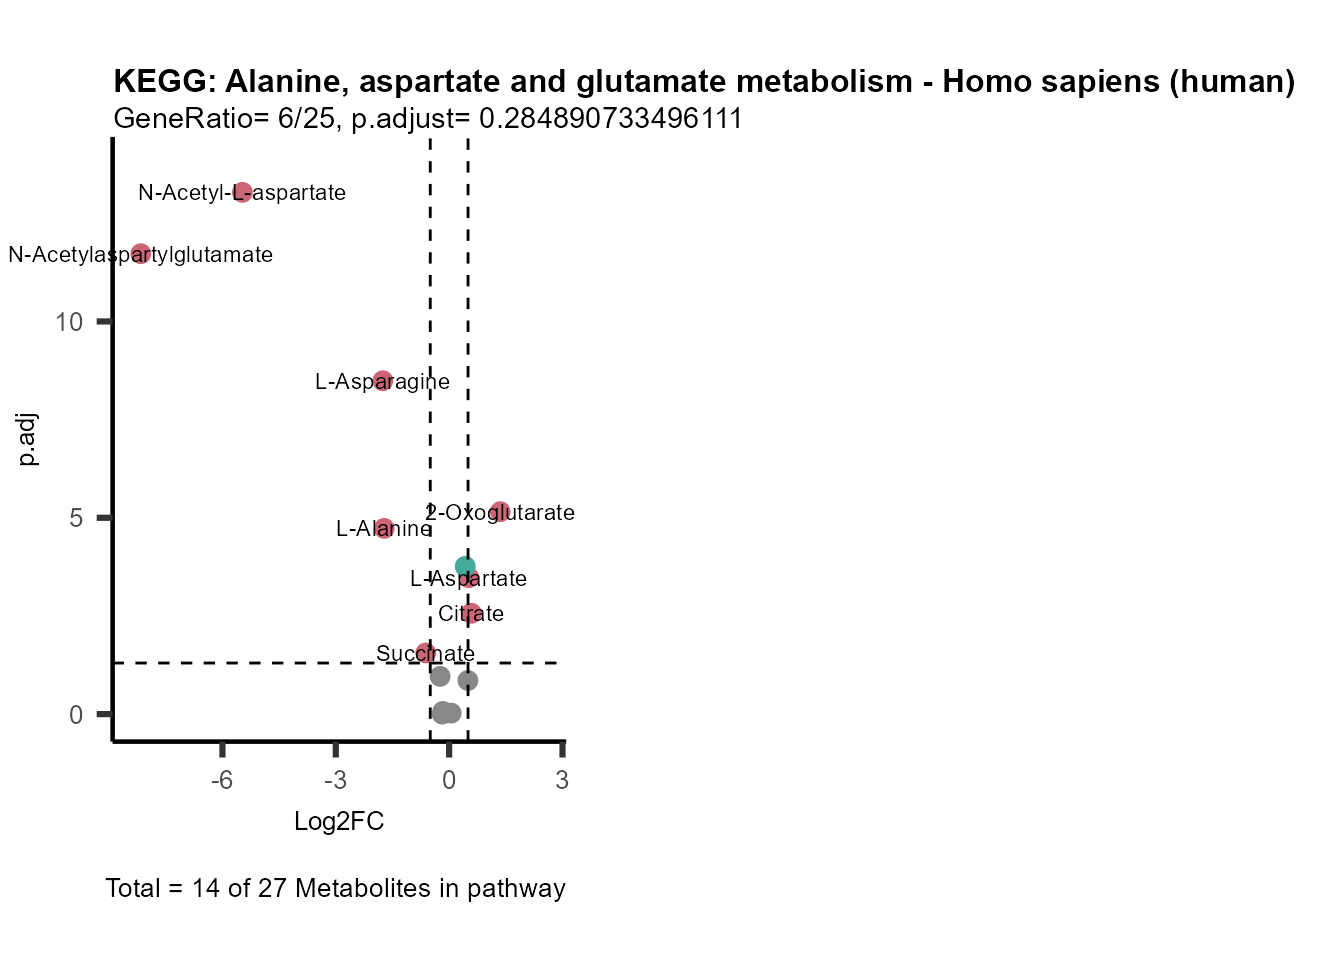 KEGG: Alanine, aspartate and glutamate metabolism - Homo sapiens (human)
GeneRatio= 6/25, p.adjust= 0.284890733496111
N-Acetyl-L-aspartate
N-Acetylaspartylglutamate
10
L-Asparagine
p.adj
2-Oxoglutarate
5
L-Alanine
L-Aspartate
Citrate
Succinate
0
-6 -3 0 3
Log2FC
Total = 14 of 27 Metabolites in pathway